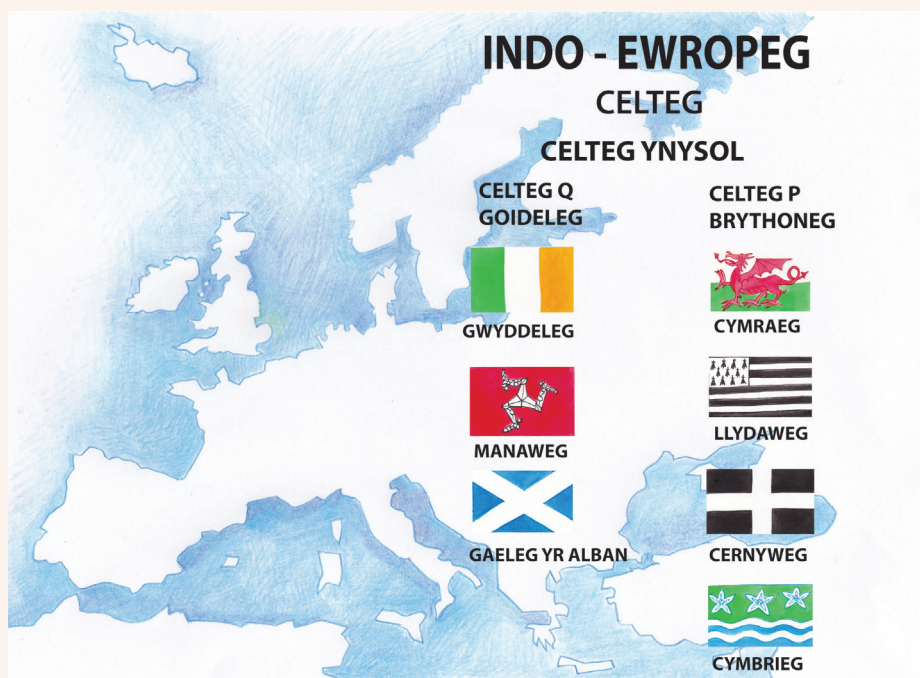 INDO - EWROPEG
CELTEG
CELTEG YNYSOL
CELTEG Q
GOIDELEG
GWYDDELEG
MANAWEG
GAELEG YR ALBAN
CELTEG P
BRYTHONEG
CYMRAEG
LLYDAWEG
CERNYWEG
CYMBRIEG